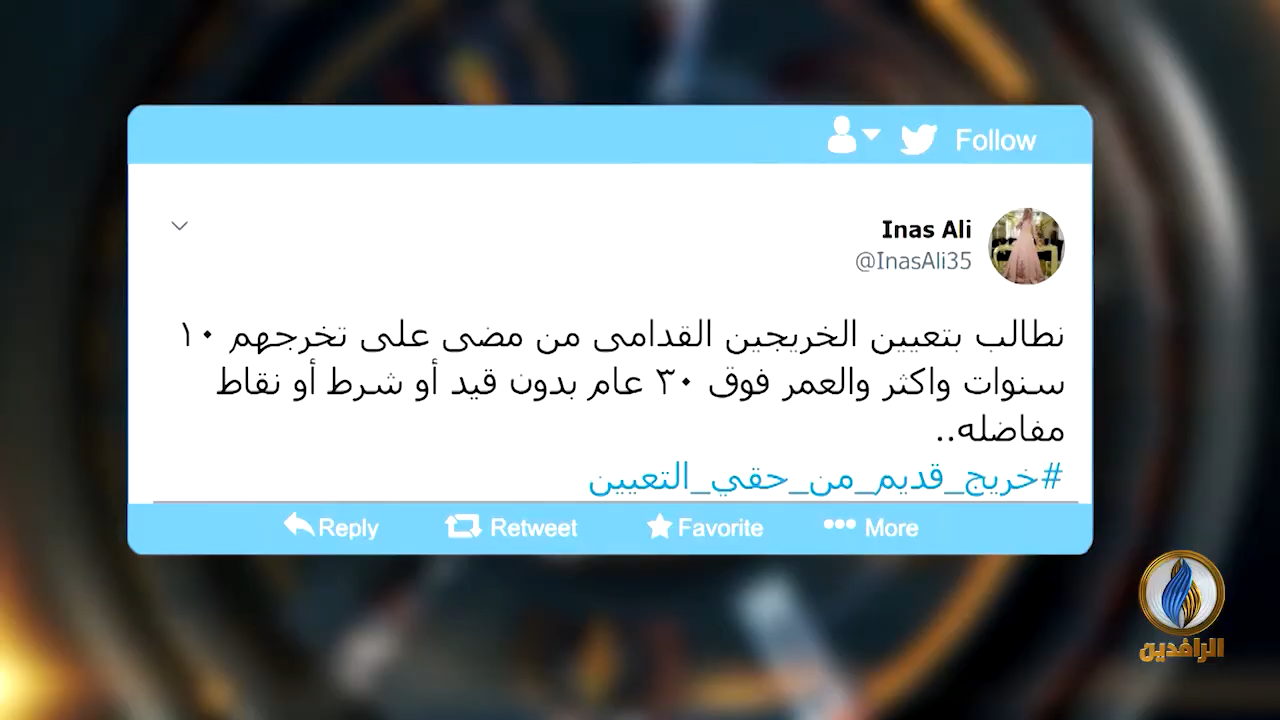 Follow
Inas Ali
@InasAli35
نطالب بتعيين الخريجين القدامى من مضى على تخرجهم ١٠
سنوات واكثر والعمر فوق ٣٠ عام بدون قيد أو شرط أو نقاط
مفاضله..
#خريج_قديم_من_حقي_التعيين
Reply Retweet Favorite More
الرافدين